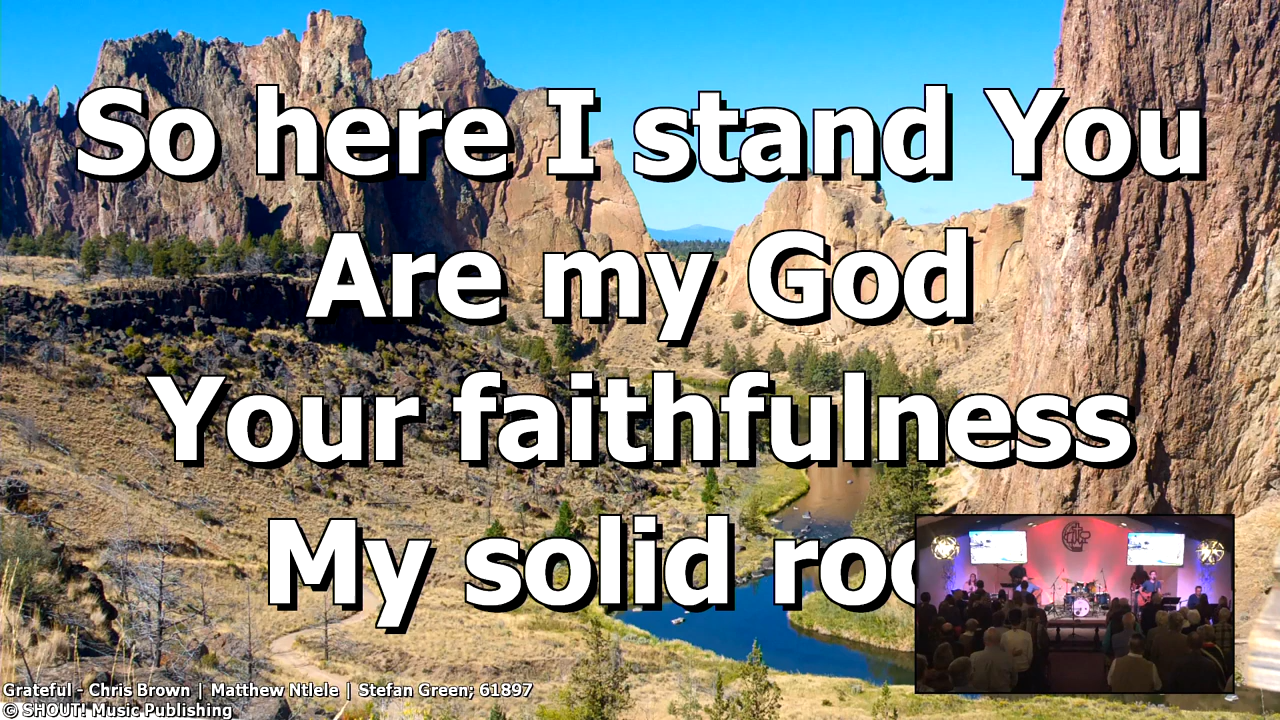 So here I stand You
Are my God
Your faithfulness
My solid
Grateful - Chris Brown | Matthew Ntlele | Stefan Green; 61897
© SHOUT! Music Publishing